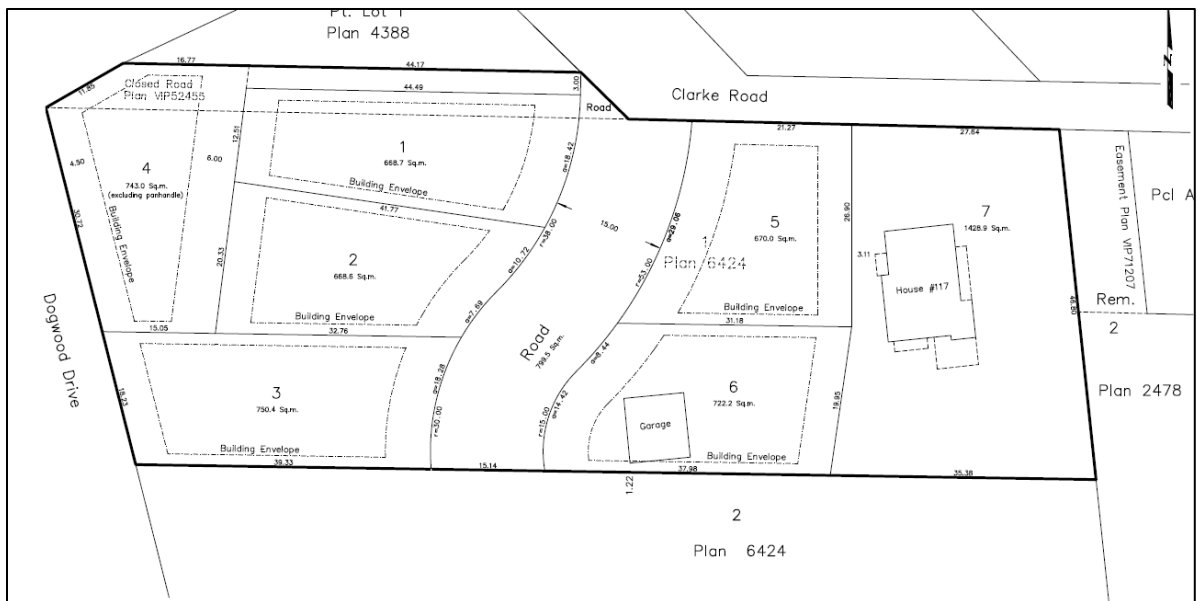 Pt. Lot 1
Plan 4388
N
16.77
44.17
11.85
Closed Road
Plan VIP52455
44.49
3.00
Road
Clarke Road
21.27
27.64
12.51
1
668.7 Sq.m.
Building Envelope
a=18.42
4.50
4
743.0 Sq.m.
(excluding panhandle)
Building Envelope
6.00
30.72
41.77
r=38.00
15.00
a=29.06
5
670.0 Sq.m.
1
Plan 6424
Building Envelope
26.90
7
1428.9 Sq.m.
3.11
House #117
Easement Plan VIP71207
Pcl A
Rem.
2
Plan 2478
46.80
20.33
2
668.6 Sq.m.
Building Envelope
a=10.72
r=53.00
a=7.69
15.05
32.76
31.18
Dogwood Drive
Road
799.5 Sq.m.
a=8.44
18.23
3
750.4 Sq.m.
Building Envelope
a=18.28
r=30.00
a=14.42
r=15.00
6
722.2 Sq.m.
Garage
Building Envelope
19.95
39.33
15.14
37.98
35.38
1.22
2
Plan 6424